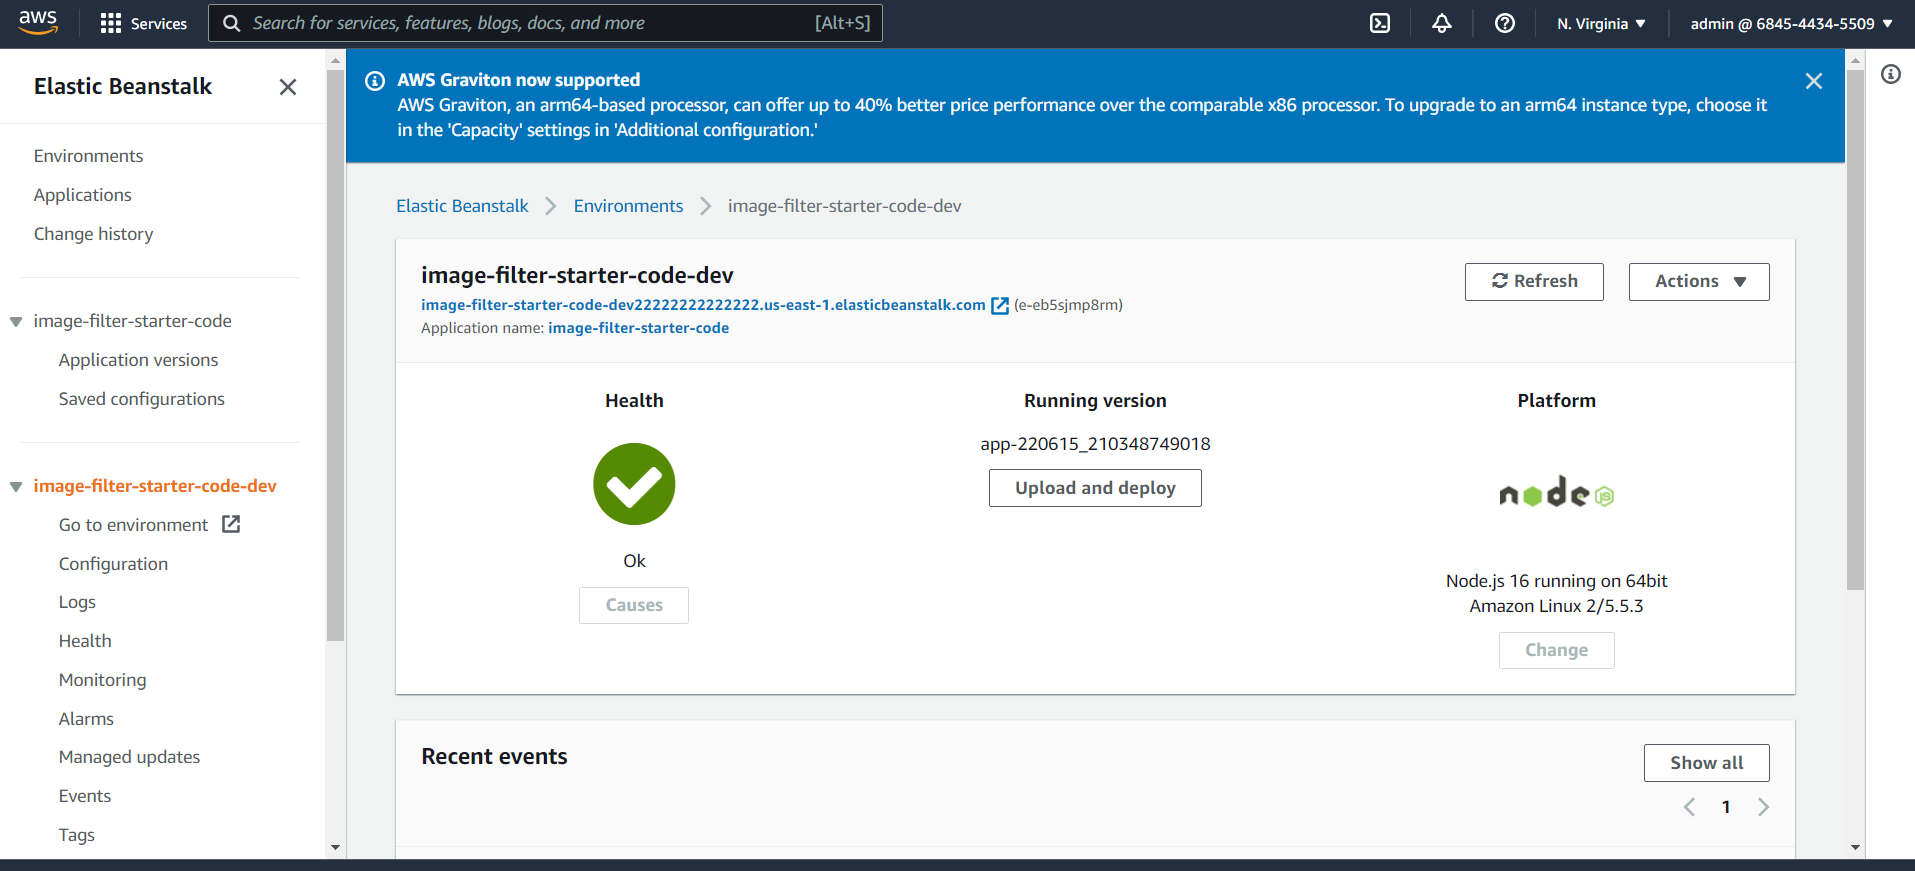 aws
Services
Search for services, features, blogs, docs, and more
[Alt+S]
N. Virginia
admin @ 6845-4434-5509
Elastic Beanstalk
Environments
Applications
Change history
image-filter-starter-code
Application versions
Saved configurations
image-filter-starter-code-dev
Go to environment
Configuration
Logs
Health
Monitoring
Alarms
Managed updates
Events
Tags
AWS Graviton now supported
AWS Graviton, an arm64-based processor, can offer up to 40% better price performance over the comparable x86 processor. To upgrade to an arm64 instance type, choose it
in the 'Capacity' settings in 'Additional configuration.'
Elastic Beanstalk
Environments
image-filter-starter-code-dev
image-filter-starter-code-dev
image-filter-starter-code-dev22222222222222.us-east-1.elasticbeanstalk.com (e-eb5sjmp8rm)
Application name: image-filter-starter-code
Refresh
Actions
Health
Ok
Causes
Running version
app-220615_210348749018
Upload and deploy
Platform
node JS
Node.js 16 running on 64bit
Amazon Linux 2/5.5.3
Change
Recent events
Show all
1